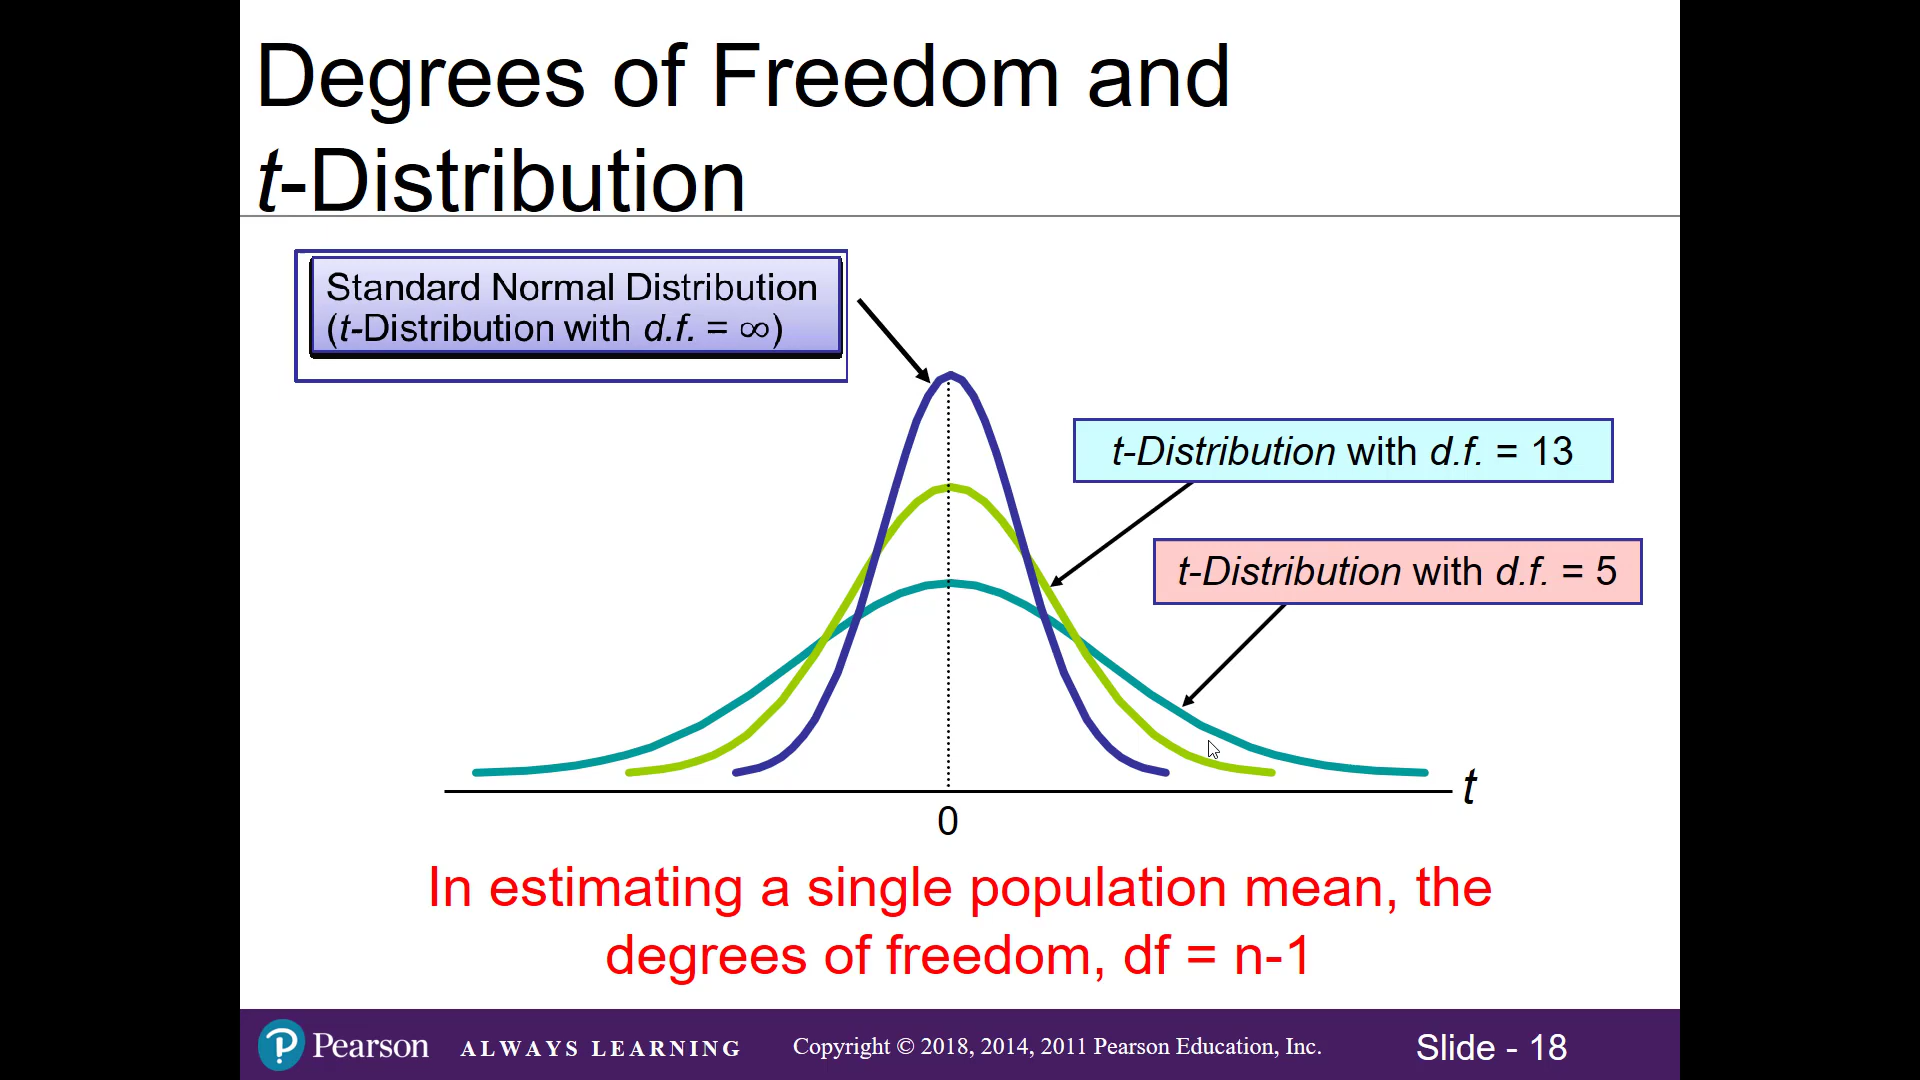 Degrees of Freedom and
t-Distribution
Standard Normal Distribution
(t-Distribution with d.f. = ∞)
t-Distribution with d.f. = 13
t-Distribution with d.f. = 5
t
0
In estimating a single population mean, the
degrees of freedom, df = n-1
Pearson ALWAYS LEARNING Copyright © 2018, 2014, 2011 Pearson Education, Inc. Slide - 18